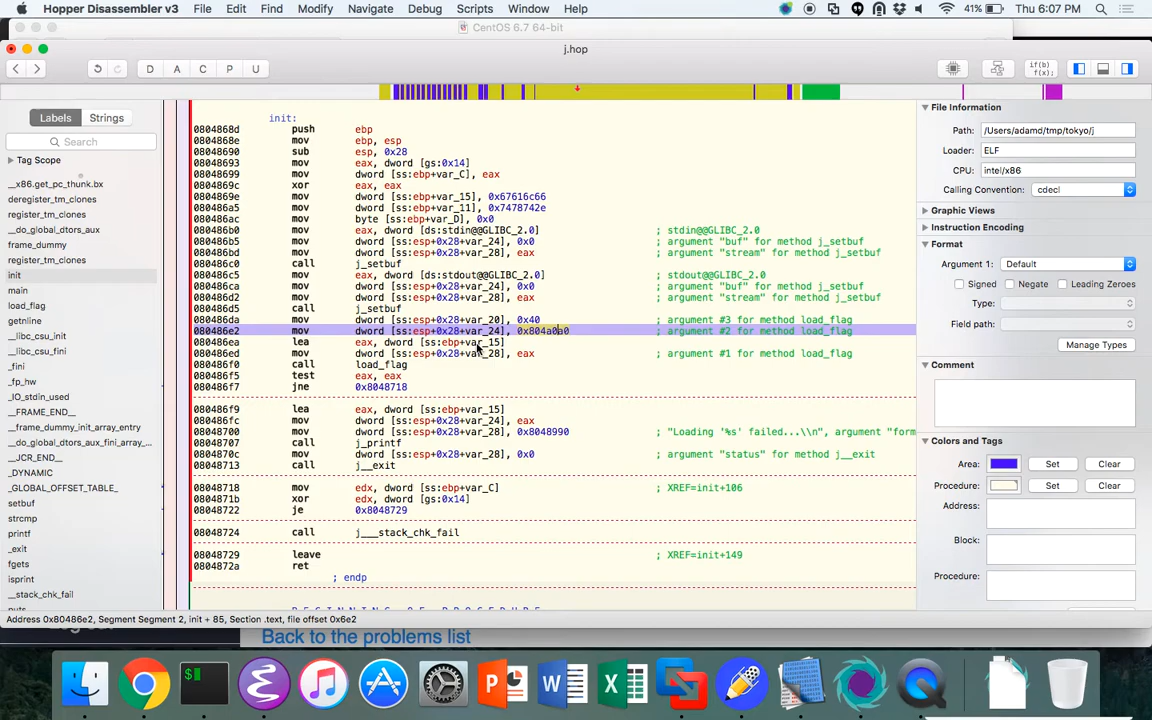 Hopper Disassembler v3 File Edit Find Modify Navigate Debug Scripts Window Help 41% Thu 6:07 PM
CentOS 6.7 64-bit
j.hop
D A C P U if(b) f(x);
Labels Strings
Search
Tag Scope
__x86.get_pc_thunk.bx
deregister_tm_clones
register_tm_clones
__do_global_dtors_aux
frame_dummy
register_tm_clones
init
main
load_flag
getnline
__libc_csu_init
__libc_csu_fini
_fini
_fp_hw
_IO_stdin_used
__FRAME_END__
__frame_dummy_init_array_entry
__do_global_dtors_aux_fini_array_...
__JCR_END__
_DYNAMIC
_GLOBAL_OFFSET_TABLE_
setbuf
strcmp
printf
_exit
fgets
isprint
__stack_chk_fail
puts
init:
0804868d push ebp
0804868e mov ebp, esp
08048690 sub esp, 0x28
08048693 mov eax, dword [gs:0x14]
08048699 mov dword [ss:ebp+var_C], eax
0804869c xor eax, eax
0804869e mov dword [ss:ebp+var_15], 0x67616c66
080486a5 mov dword [ss:ebp+var_11], 0x7478742e
080486ac mov byte [ss:ebp+var_D], 0x0
080486b0 mov eax, dword [ds:stdin@@GLIBC_2.0] ; stdin@@GLIBC_2.0
080486b5 mov dword [ss:esp+0x28+var_24], 0x0 ; argument "buf" for method j_setbuf
080486bd mov dword [ss:esp+0x28+var_28], eax ; argument "stream" for method j_setbuf
080486c0 call j_setbuf
080486c5 mov eax, dword [ds:stdout@@GLIBC_2.0] ; stdout@@GLIBC_2.0
080486ca mov dword [ss:esp+0x28+var_24], 0x0 ; argument "buf" for method j_setbuf
080486d2 mov dword [ss:esp+0x28+var_28], eax ; argument "stream" for method j_setbuf
080486d5 call j_setbuf
080486da mov dword [ss:esp+0x28+var_20], 0x40 ; argument #3 for method load_flag
080486e2 mov dword [ss:esp+0x28+var_24], 0x804a0a0 ; argument #2 for method load_flag
080486ea lea eax, dword [ss:ebp+var_15]
080486ed mov dword [ss:esp+0x28+var_28], eax ; argument #1 for method load_flag
080486f0 call load_flag
080486f5 test eax, eax
080486f7 jne 0x8048718
080486f9 lea eax, dword [ss:ebp+var_15]
080486fc mov dword [ss:esp+0x28+var_24], eax
08048700 mov dword [ss:esp+0x28+var_28], 0x8048990 ; "Loading '%s' failed...\\n", argument "form
08048707 call j_printf
0804870c mov dword [ss:esp+0x28+var_28], 0x0 ; argument "status" for method j__exit
08048713 call j__exit
08048718 mov edx, dword [ss:ebp+var_C] ; XREF=init+106
0804871b xor edx, dword [gs:0x14]
08048722 je 0x8048729
08048724 call j___stack_chk_fail
08048729 leave ; XREF=init+149
0804872a ret
; endp
File Information
Path: /Users/adamd/tmp/tokyo/j
Loader: ELF
CPU: intel/x86
Calling Convention: cdecl
Graphic Views
Instruction Encoding
Format
Argument 1: Default
Signed Negate Leading Zeroes
Type:
Field path:
Manage Types
Comment
Colors and Tags
Area: Set Clear
Procedure: Set Clear
Address:
Block:
Procedure:
Address 0x80486e2, Segment Segment 2, init + 85, Section .text, file offset 0x6e2
Back to the problems list